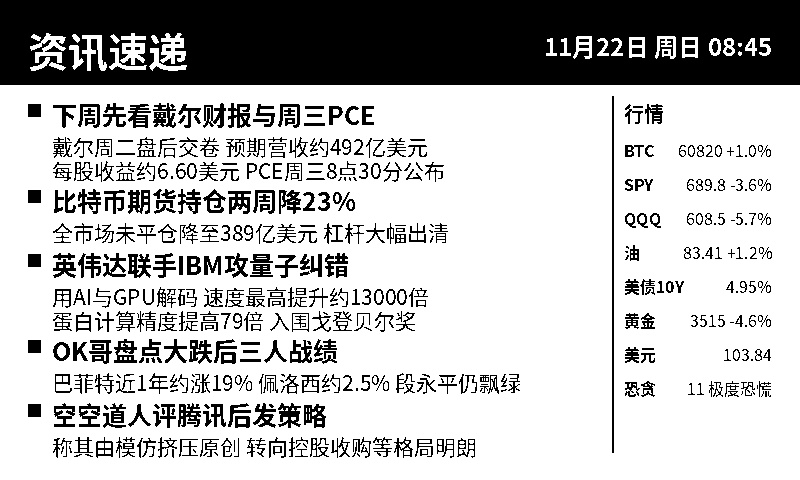 资讯速递
11月22日 周日 08:45
下周先看戴尔财报与周三PCE
戴尔周二盘后交卷 预期营收约492亿美元
每股收益约6.60美元 PCE周三8点30分公布
比特币期货持仓两周降23%
全市场未平仓降至389亿美元 杠杆大幅出清
英伟达联手IBM攻量子纠错
用AI与GPU解码 速度最高提升约13000倍
蛋白计算精度提高79倍 入围戈登贝尔奖
OK哥盘点大跌后三人战绩
巴菲特近1年约涨19% 佩洛西约2.5% 段永平仍飘绿
空空道人评腾讯后发策略
称其由模仿挤压原创 转向控股收购等格局明朗
行情
BTC 60820 +1.0%
SPY 689.8 -3.6%
QQQ 608.5 -5.7%
油 83.41 +1.2%
美债10Y 4.95%
黄金 3515 -4.6%
美元 103.84
恐贪 11 极度恐慌